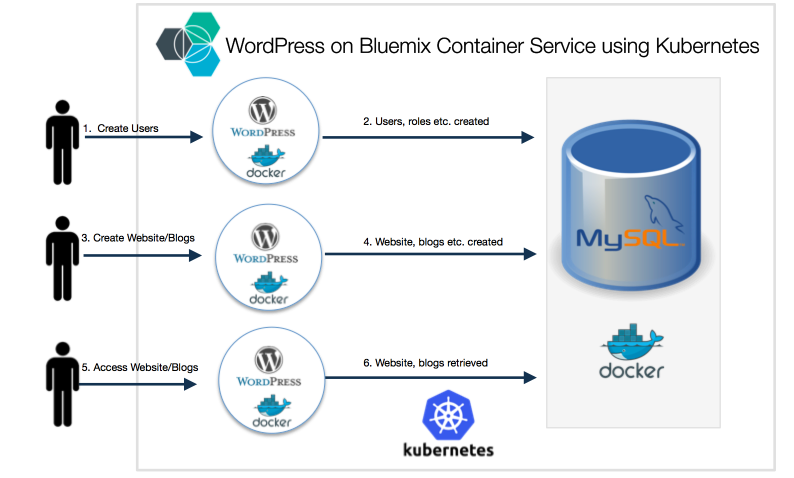 WordPress on Bluemix Container Service using Kubernetes
1. Create Users
WORDPRESS
docker
2. Users, roles etc. created
MySQL
3. Create Website/Blogs
WORDPRESS
docker
4. Website, blogs etc. created
5. Access Website/Blogs
WORDPRESS
docker
6. Website, blogs retrieved
docker
kubernetes